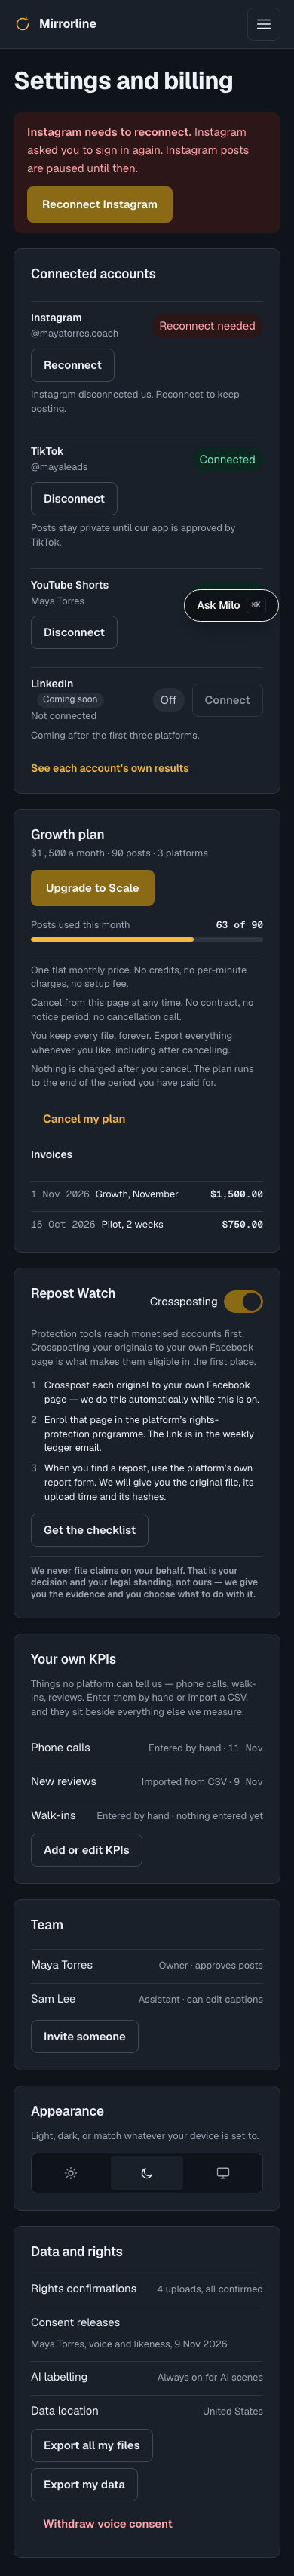 Mirrorline
Settings and billing
Instagram needs to reconnect. Instagram
asked you to sign in again. Instagram posts
are paused until then.
Reconnect Instagram
Connected accounts
Instagram
@mayatorres.coach
Reconnect needed
Reconnect
Instagram disconnected us. Reconnect to keep
posting.
TikTok
@mayaleads
Connected
Disconnect
Posts stay private until our app is approved by
TikTok.
YouTube Shorts
Maya Torres
Ask Milo ⌘K
Disconnect
LinkedIn
Coming soon
Not connected
Off
Connect
Coming after the first three platforms.
See each account's own results
Growth plan
$1,500 a month · 90 posts · 3 platforms
Upgrade to Scale
Posts used this month 63 of 90
One flat monthly price. No credits, no per-minute
charges, no setup fee.
Cancel from this page at any time. No contract, no
notice period, no cancellation call.
You keep every file, forever. Export everything
whenever you like, including after cancelling.
Nothing is charged after you cancel. The plan runs
to the end of the period you have paid for.
Cancel my plan
Invoices
1 Nov 2026 Growth, November $1,500.00
15 Oct 2026 Pilot, 2 weeks $750.00
Repost Watch
Crossposting
Protection tools reach monetised accounts first.
Crossposting your originals to your own Facebook
page is what makes them eligible in the first place.
1 Crosspost each original to your own Facebook
page — we do this automatically while this is on.
2 Enrol that page in the platform's rights-
protection programme. The link is in the weekly
ledger email.
3 When you find a repost, use the platform's own
report form. We will give you the original file, its
upload time and its hashes.
Get the checklist
We never file claims on your behalf. That is your
decision and your legal standing, not ours — we give
you the evidence and you choose what to do with it.
Your own KPIs
Things no platform can tell us — phone calls, walk-
ins, reviews. Enter them by hand or import a CSV,
and they sit beside everything else we measure.
Phone calls Entered by hand · 11 Nov
New reviews Imported from CSV · 9 Nov
Walk-ins Entered by hand · nothing entered yet
Add or edit KPIs
Team
Maya Torres Owner · approves posts
Sam Lee Assistant · can edit captions
Invite someone
Appearance
Light, dark, or match whatever your device is set to.
Data and rights
Rights confirmations 4 uploads, all confirmed
Consent releases
Maya Torres, voice and likeness, 9 Nov 2026
AI labelling Always on for AI scenes
Data location United States
Export all my files
Export my data
Withdraw voice consent